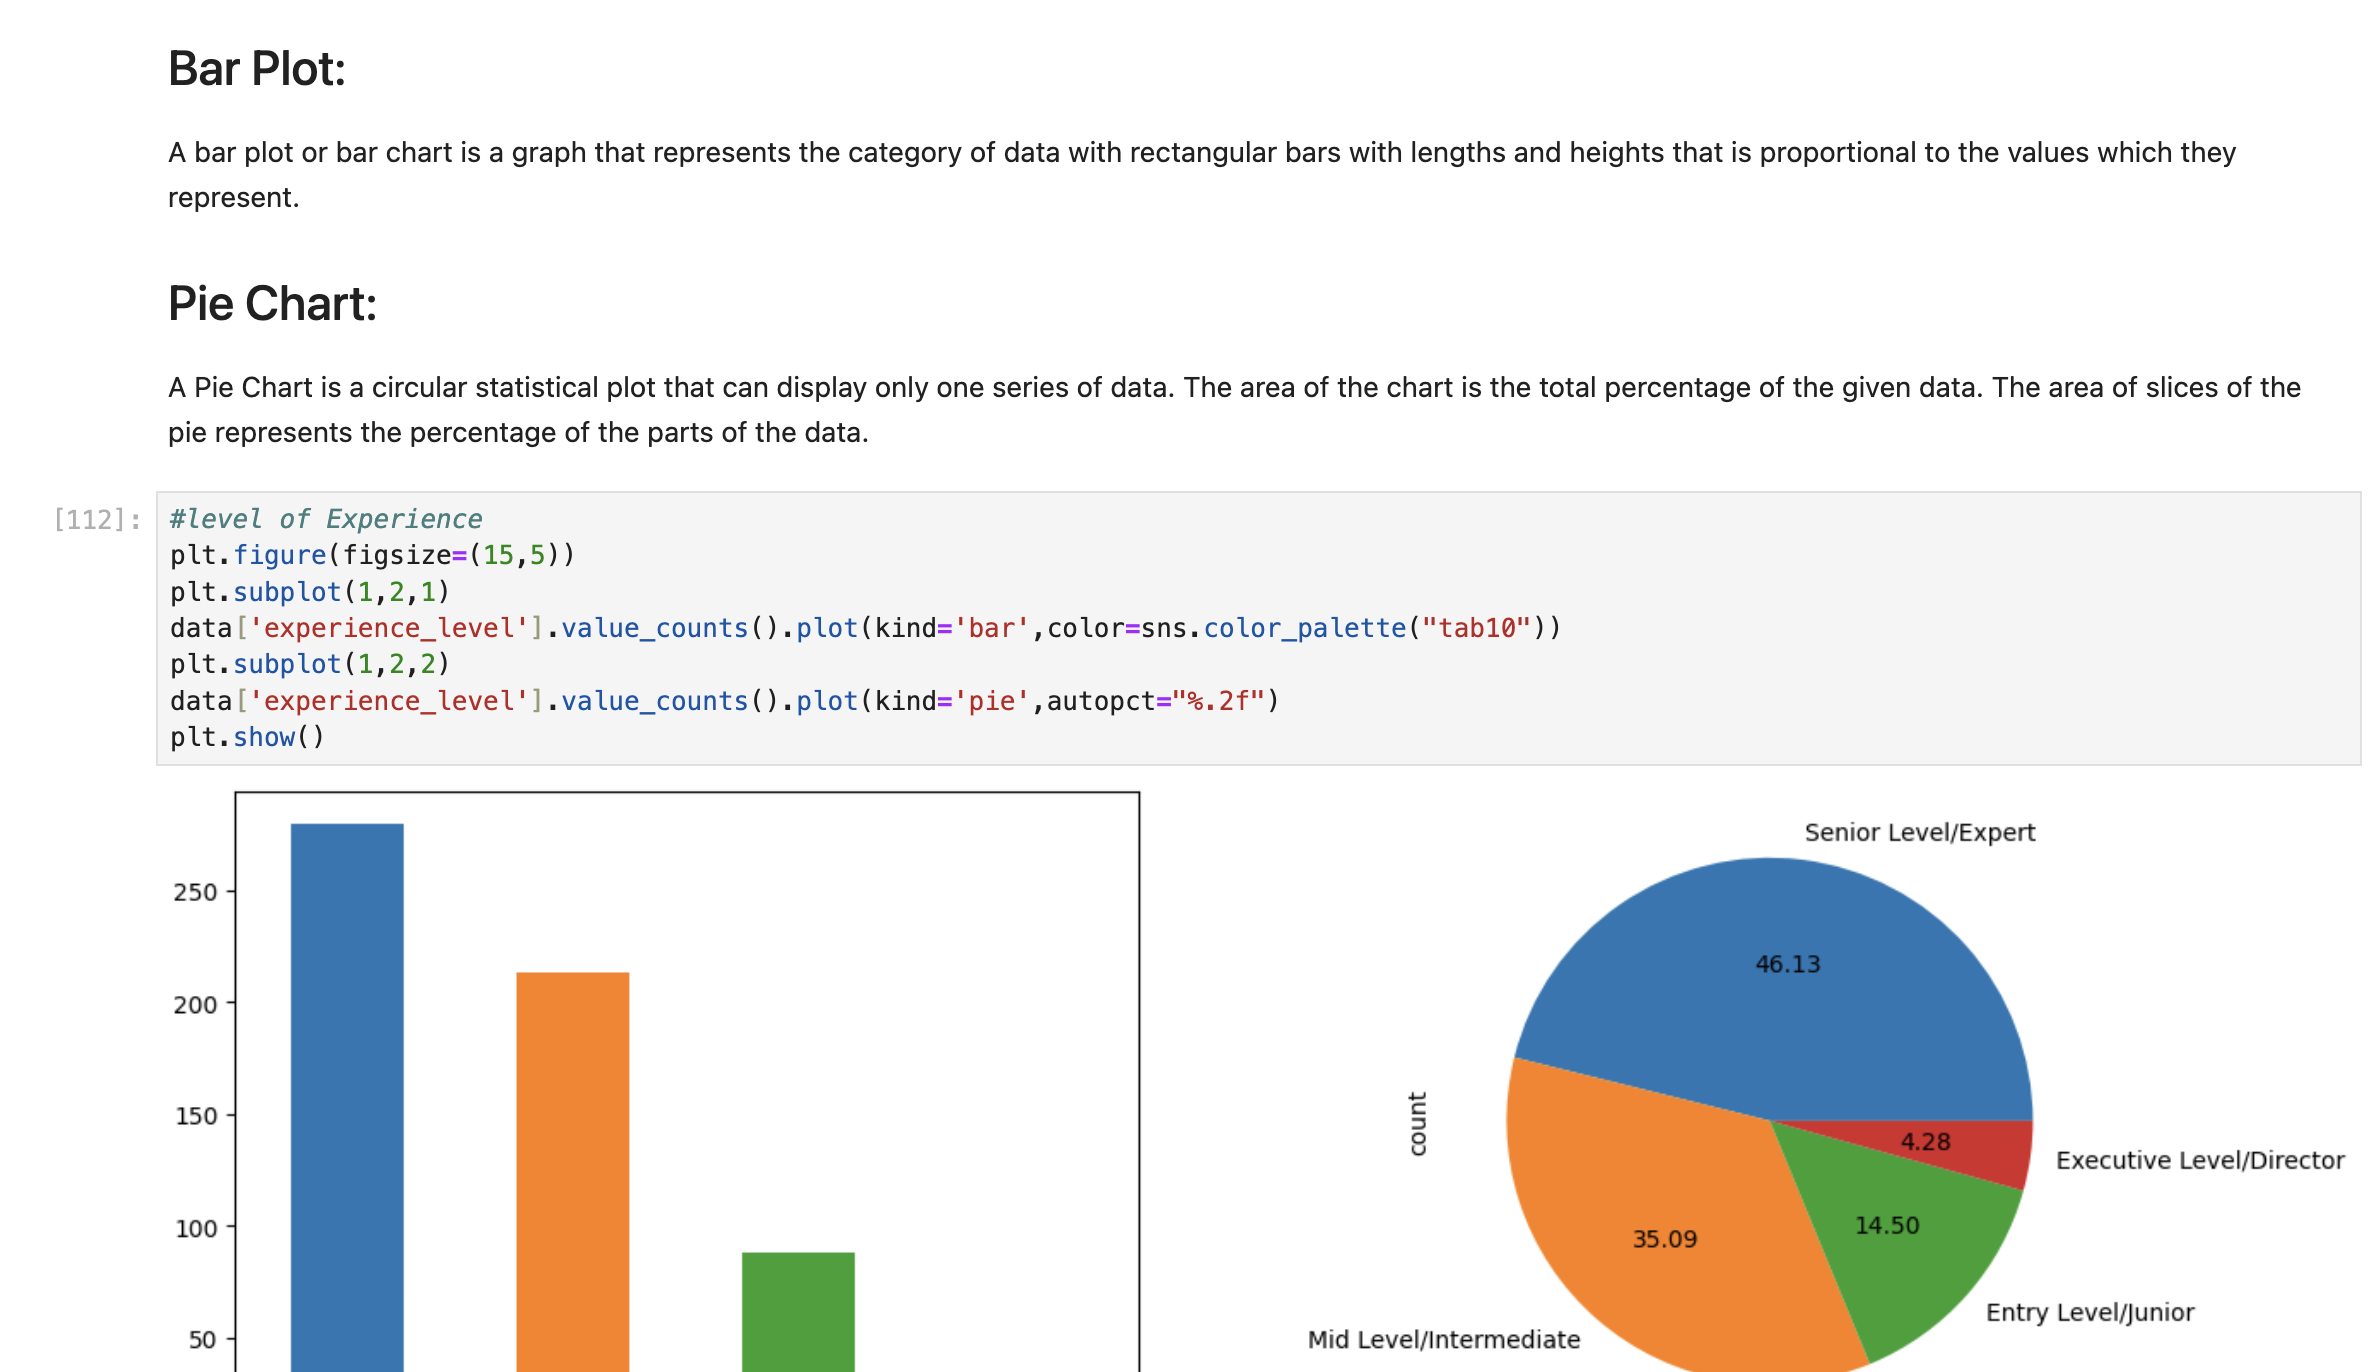 Bar Plot:
A bar plot or bar chart is a graph that represents the category of data with rectangular bars with lengths and heights that is proportional to the values which they
represent.
Pie Chart:
A Pie Chart is a circular statistical plot that can display only one series of data. The area of the chart is the total percentage of the given data. The area of slices of the
pie represents the percentage of the parts of the data.
[112]:
#level of Experience
plt.figure(figsize=(15,5))
plt.subplot(1,2,1)
data['experience_level'].value_counts().plot(kind='bar',color=sns.color_palette("tab10"))
plt.subplot(1,2,2)
data['experience_level'].value_counts().plot(kind='pie',autopct="%.2f")
plt.show()
250
200
150
100
50
Senior Level/Expert
46.13
count
4.28
Executive Level/Director
14.50
35.09
Entry Level/Junior
Mid Level/Intermediate